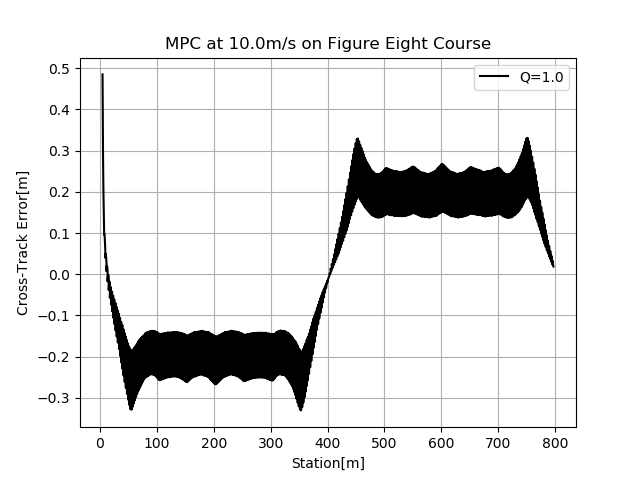 MPC at 10.0m/s on Figure Eight Course
Q=1.0
0.5
0.4
0.3
0.2
0.1
0.0
−0.1
−0.2
−0.3
Cross-Track Error[m]
0 100 200 300 400 500 600 700 800
Station[m]